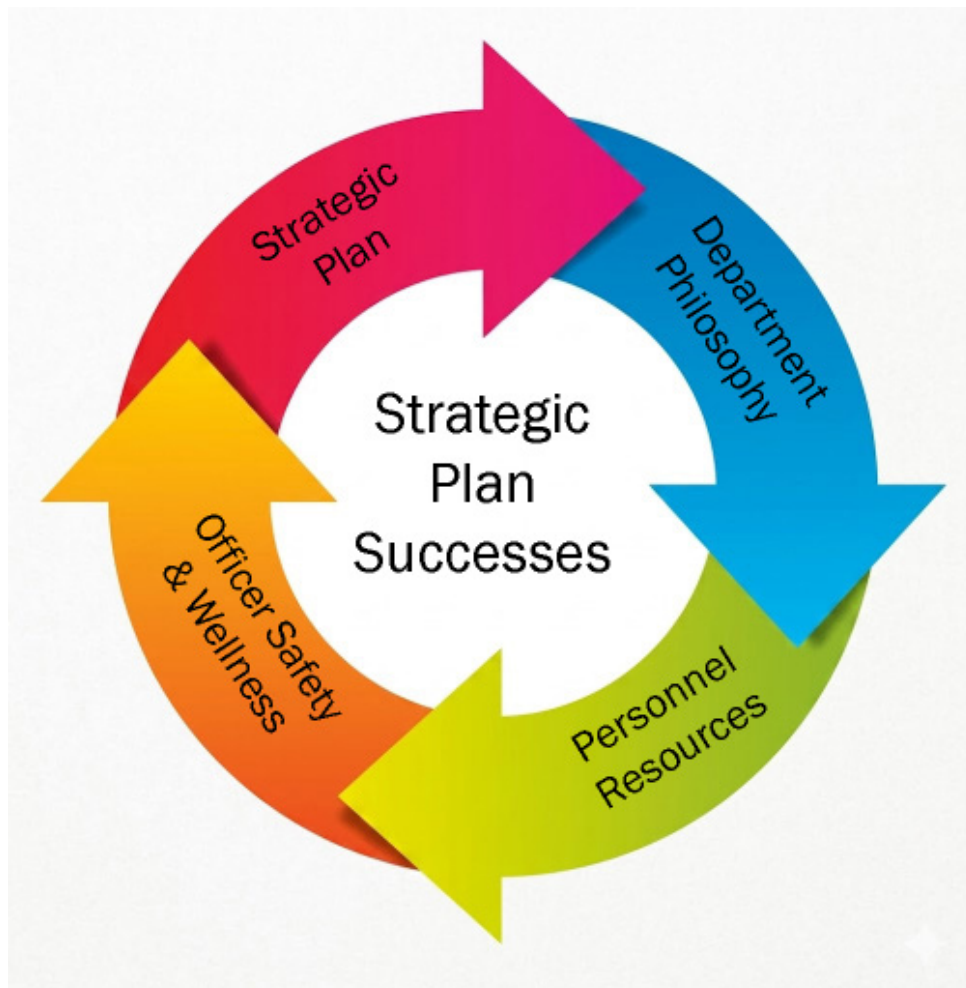 Strategic
Plan
Department
Philosophy
Strategic
Plan
Successes
Officer Safety
& Wellness
Personnel
Resources